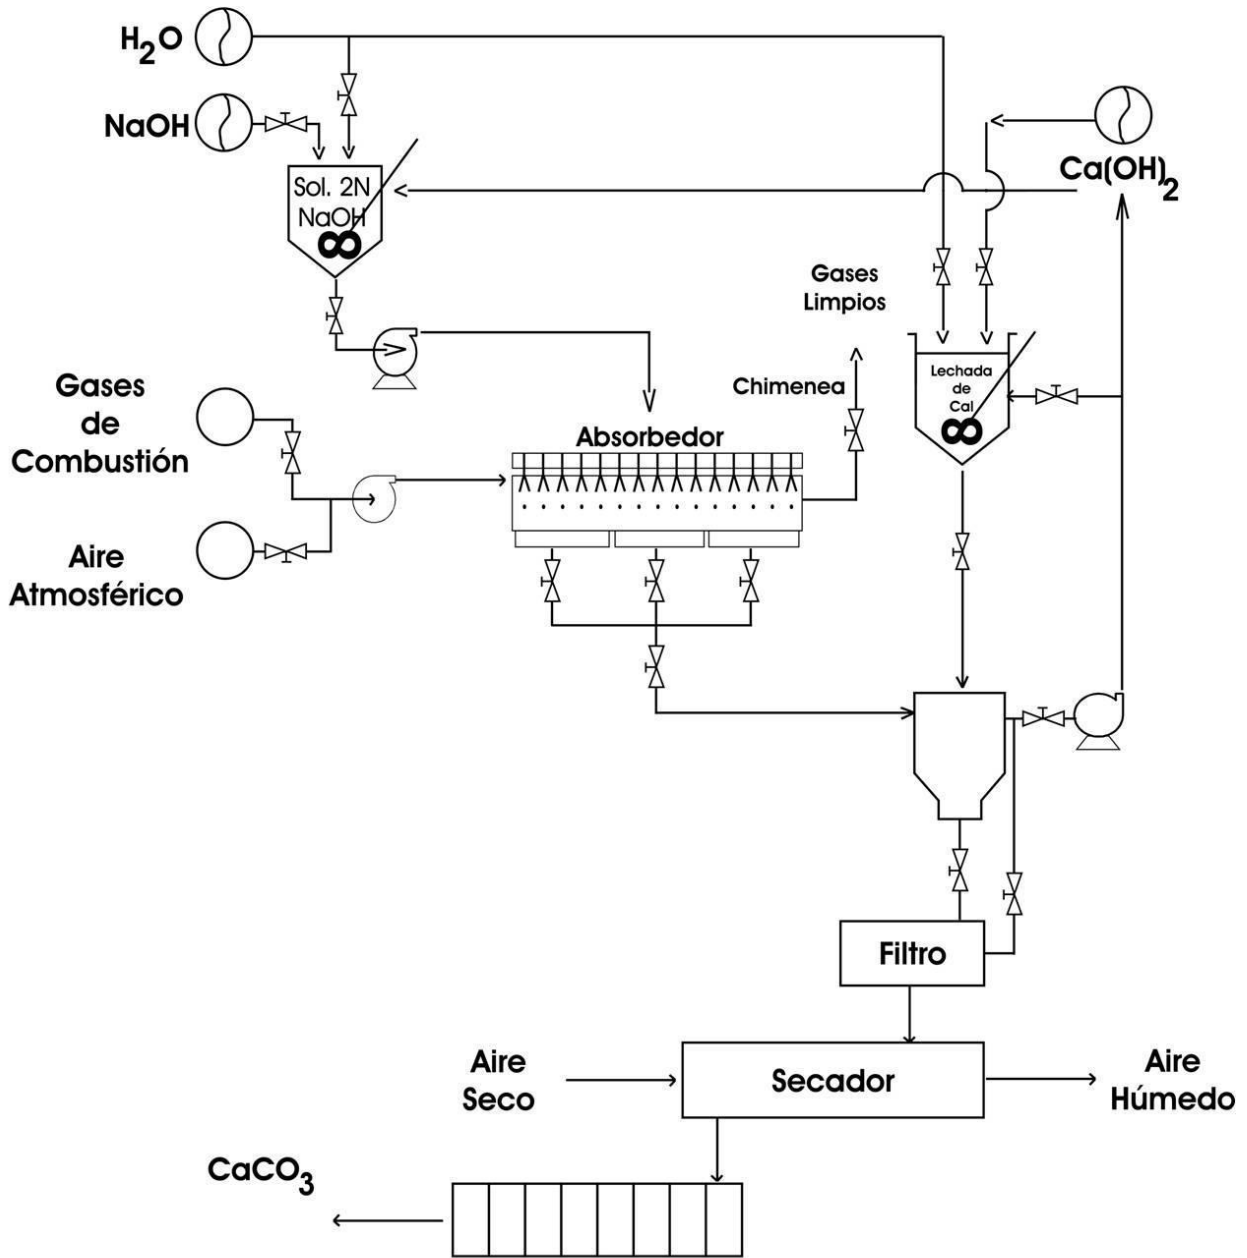 H₂O
NaOH
Ca(OH)₂
Sol. 2N
NaOH
Gases
Limpios
Lechada
de
Cal
Chimenea
Gases
de
Combustión
Absorbedor
Aire
Atmosférico
Filtro
Aire
Seco
Secador
Aire
Húmedo
CaCO₃